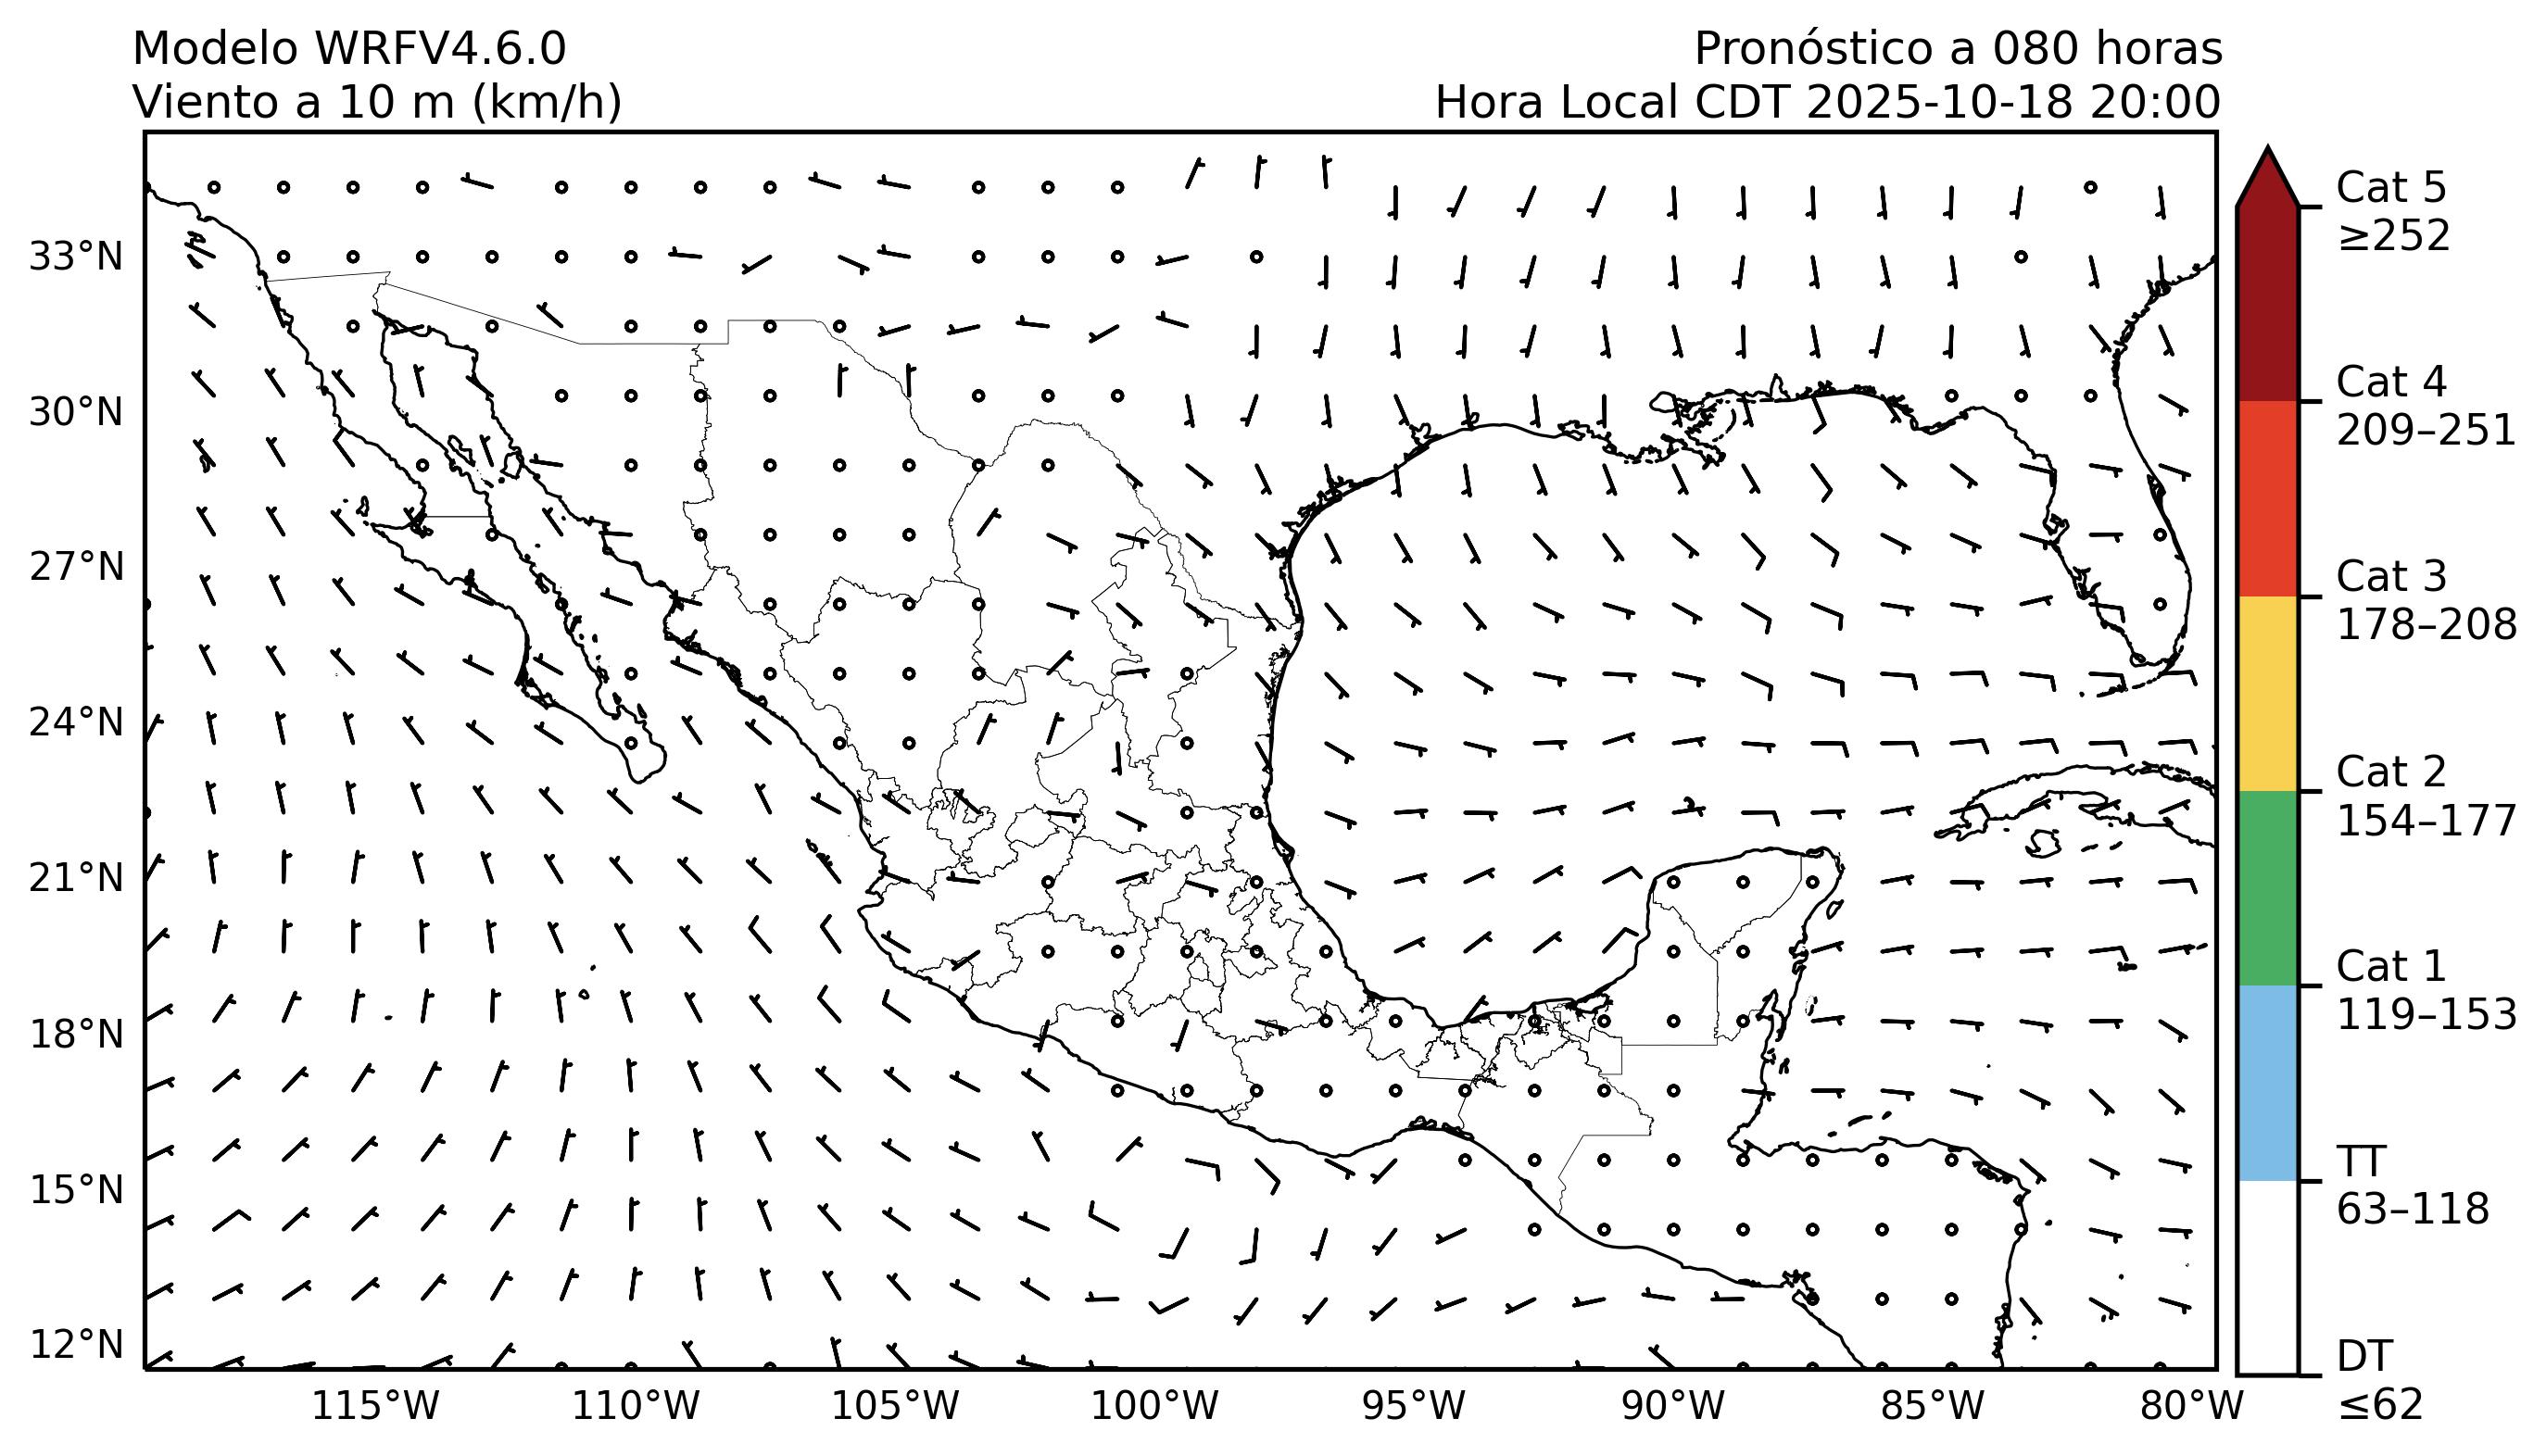 Modelo WRFV4.6.0
Viento a 10 m (km/h)
Pronóstico a 080 horas
Hora Local CDT 2025-10-18 20:00
33°N
30°N
27°N
24°N
21°N
18°N
15°N
12°N
115°W
110°W
105°W
100°W
95°W
90°W
85°W
80°W
Cat 5
≥252
Cat 4
209–251
Cat 3
178–208
Cat 2
154–177
Cat 1
119–153
TT
63–118
DT
≤62